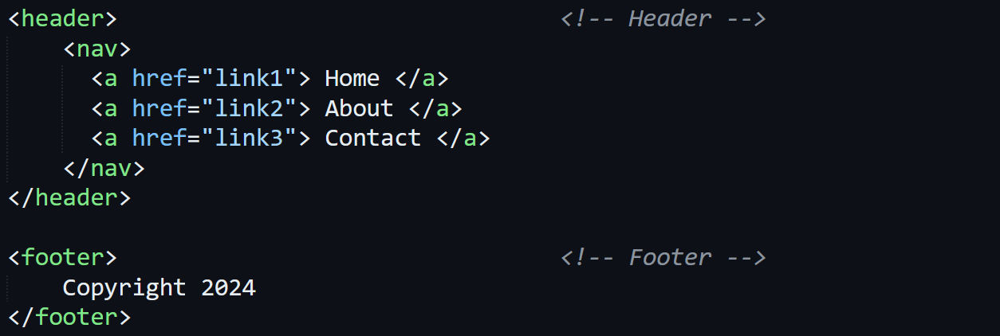 <header>                                <!-- Header -->
    <nav>
      <a href="link1"> Home </a>
      <a href="link2"> About </a>
      <a href="link3"> Contact </a>
    </nav>
</header>

<footer>                                <!-- Footer -->
    Copyright 2024
</footer>